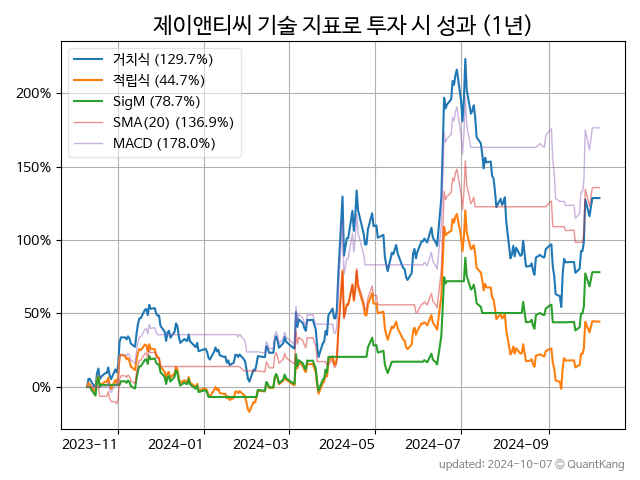 제이앤티씨 기술 지표로 투자 시 성과 (1년)
거치식 (129.7%)
적립식 (44.7%)
SigM (78.7%)
SMA(20) (136.9%)
MACD (178.0%)
200%
150%
100%
50%
0%
2023-11 2024-01 2024-03 2024-05 2024-07 2024-09
updated: 2024-10-07 © QuantKang